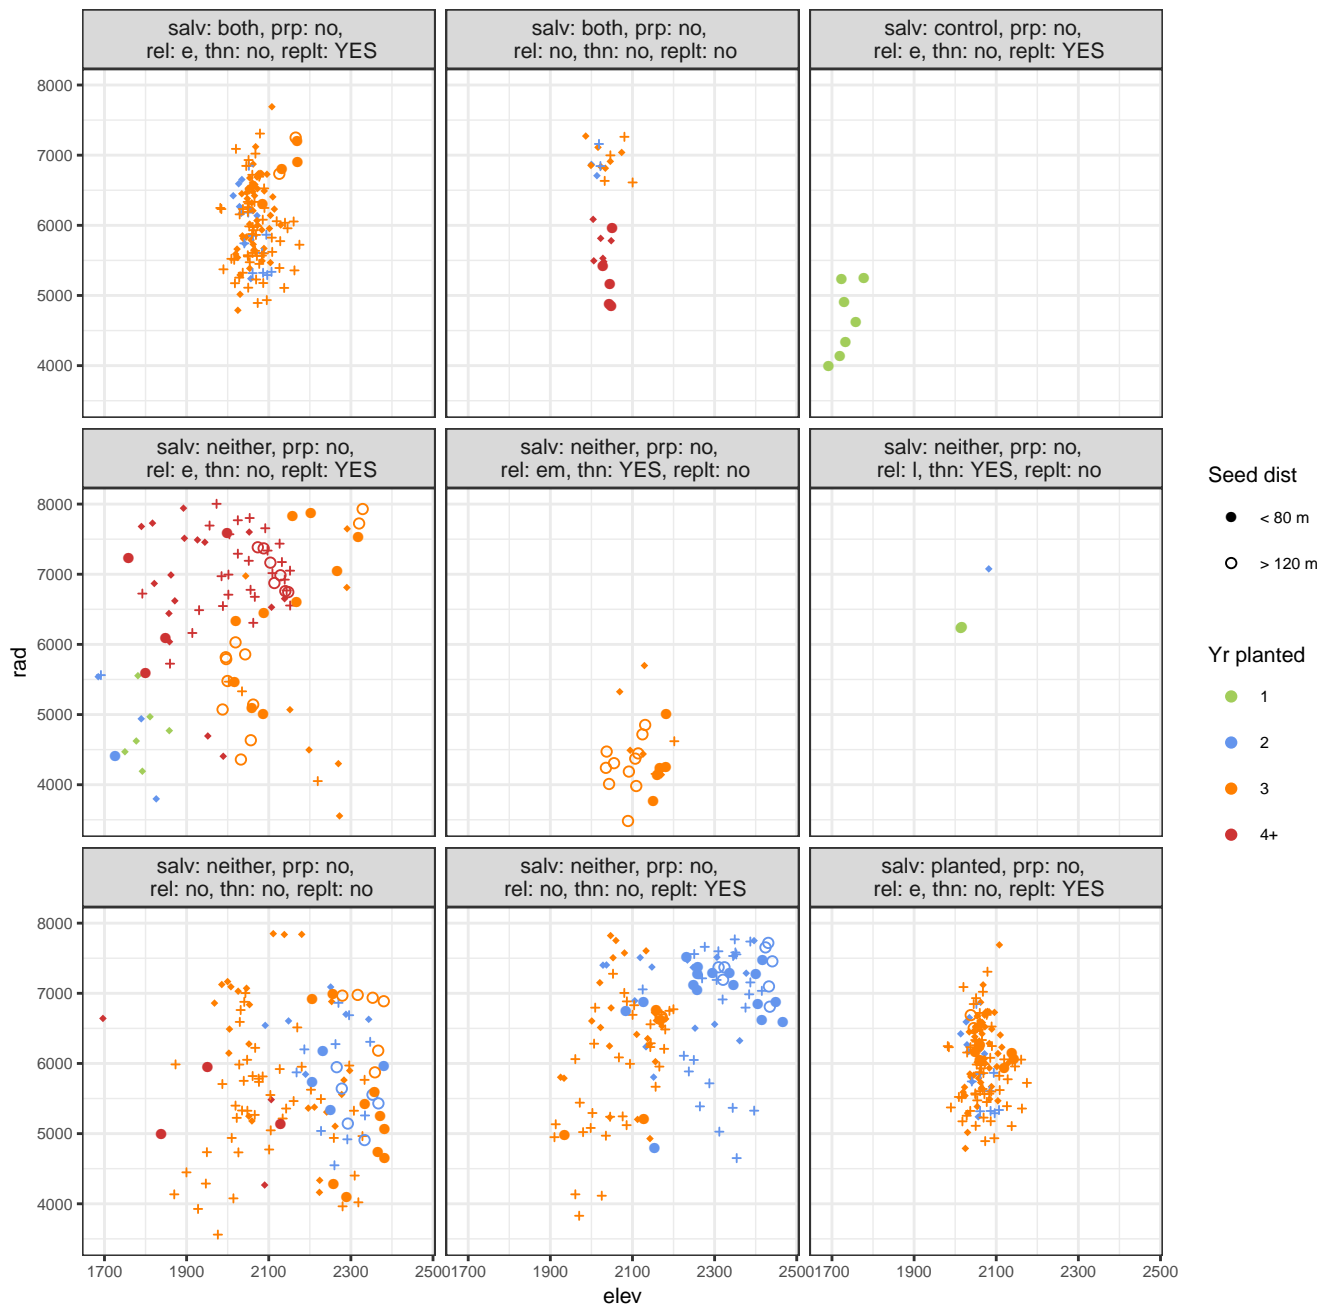 salv: both, prp: no,
rel: e, thn: no, replt: YES
salv: both, prp: no,
rel: no, thn: no, replt: no
salv: control, prp: no,
rel: e, thn: no, replt: YES
8000
7000
6000
5000
4000
salv: neither, prp: no,
rel: e, thn: no, replt: YES
salv: neither, prp: no,
rel: em, thn: YES, replt: no
salv: neither, prp: no,
rel: l, thn: YES, replt: no
8000
7000
6000
5000
4000
rad
Seed dist
< 80 m
> 120 m
Yr planted
1
2
3
4+
salv: neither, prp: no,
rel: no, thn: no, replt: no
salv: neither, prp: no,
rel: no, thn: no, replt: YES
salv: planted, prp: no,
rel: e, thn: no, replt: YES
8000
7000
6000
5000
4000
1700 1900 2100 2300 2500
1700 1900 2100 2300 2500
1700 1900 2100 2300 2500
elev